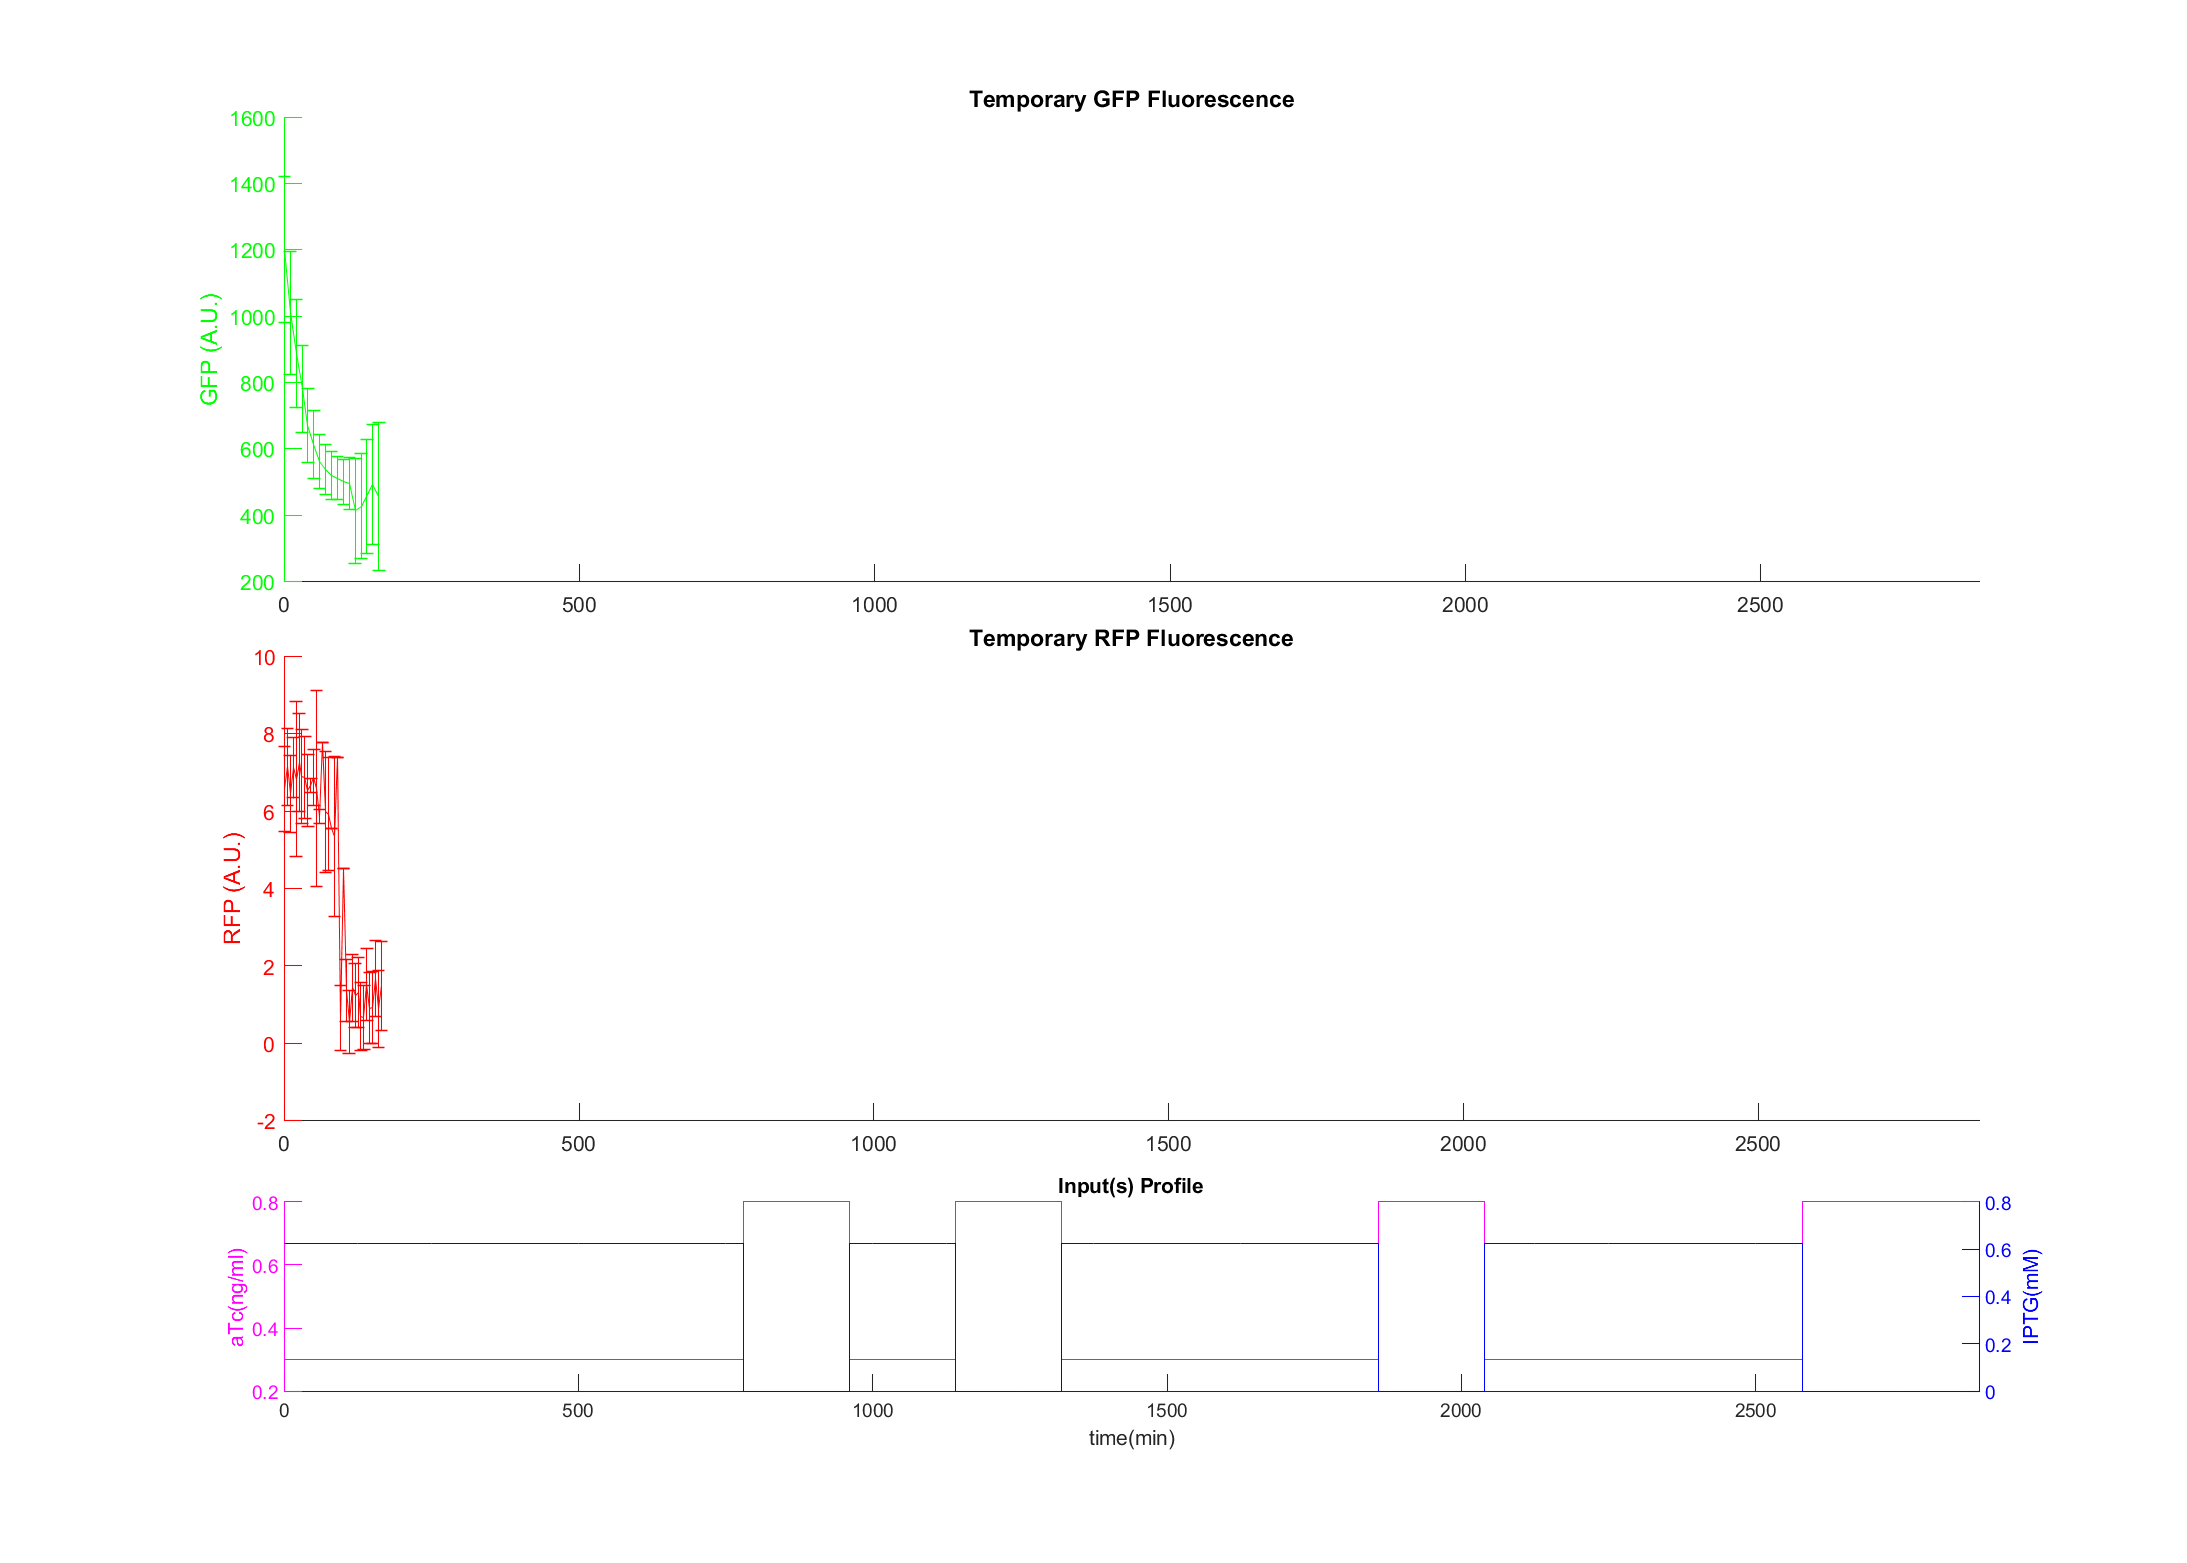 Temporary GFP Fluorescence
1600
1400
1200
1000
800
600
400
200
GFP (A.U.)
0 500 1000 1500 2000 2500
Temporary RFP Fluorescence
10
8
6
4
2
0
-2
RFP (A.U.)
0 500 1000 1500 2000 2500
Input(s) Profile
0.8
0.6
0.4
0.2
aTc(ng/ml)
0.8
0.6
0.4
0.2
0
IPTG(mM)
0 500 1000 1500 2000 2500
time(min)